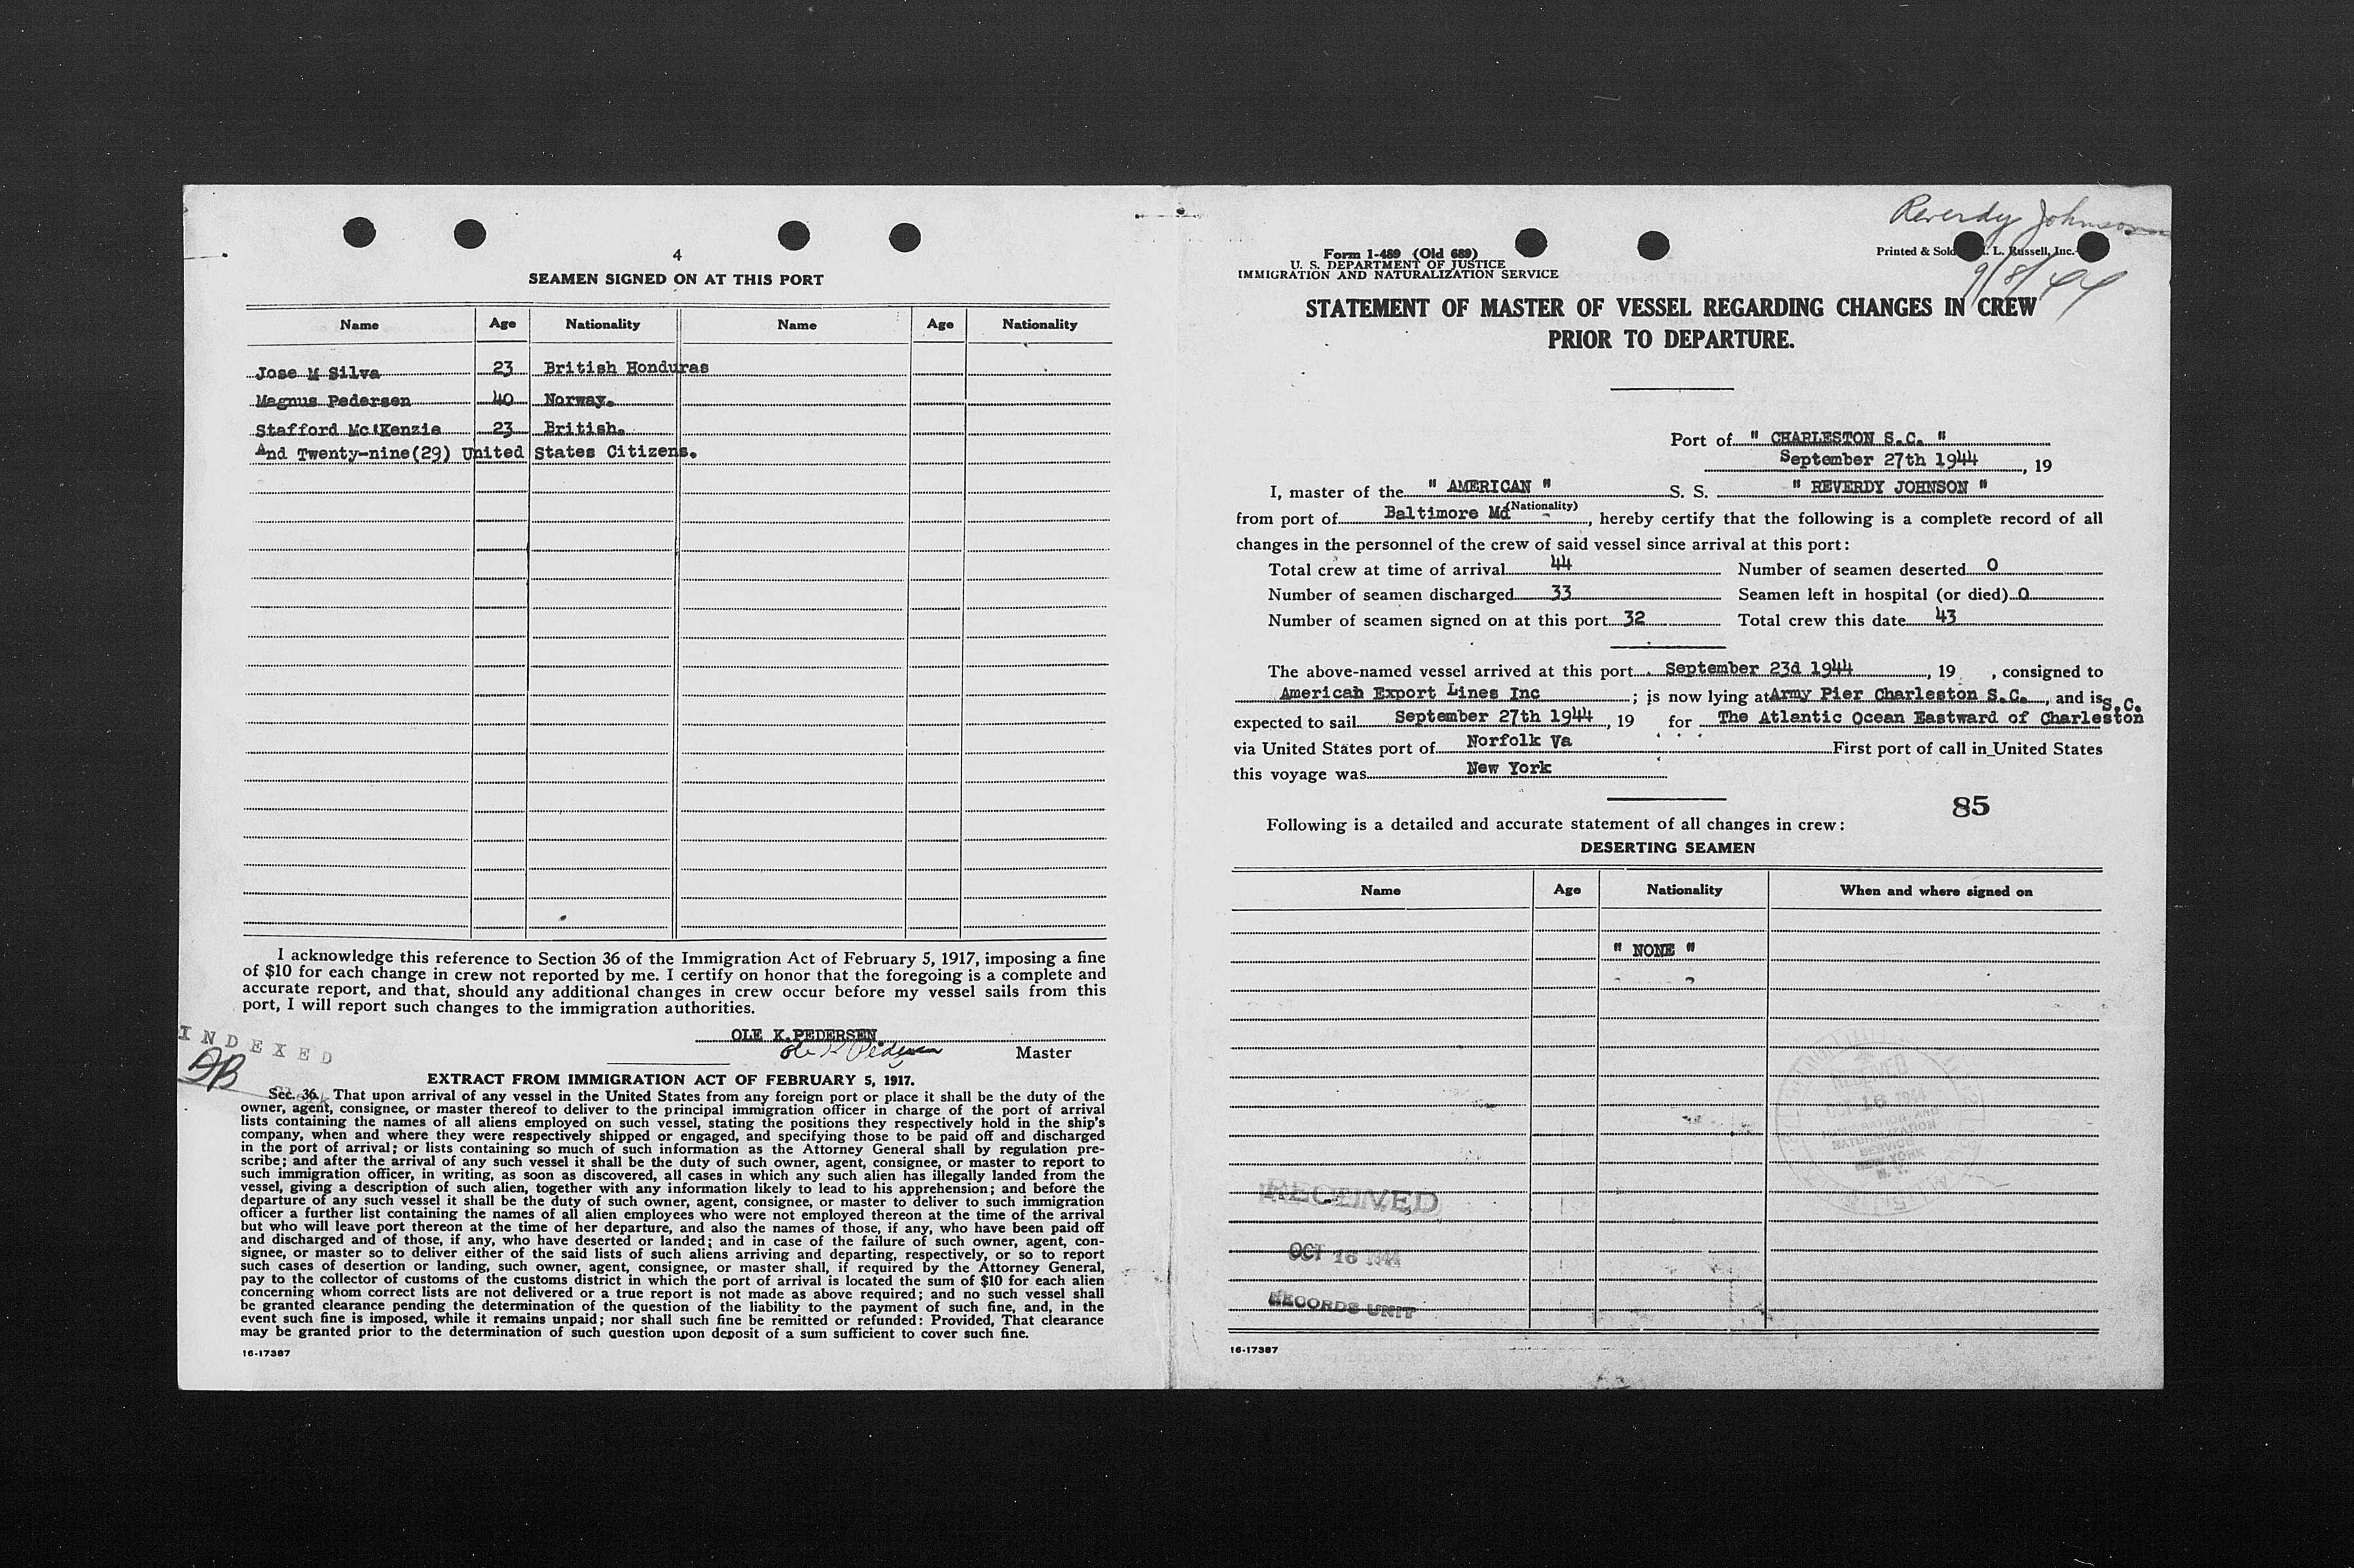 4
SEAMEN SIGNED ON AT THIS PORT
Name Age Nationality Name Age Nationality
Jose M Silva 23 British Honduras
Magnus Pedersen 40 Norway.
Stafford McKenzie 23 British.
And Twenty-nine(29) United States Citizens.
I acknowledge this reference to Section 36 of the Immigration Act of February 5, 1917, imposing a fine
of $10 for each change in crew not reported by me. I certify on honor that the foregoing is a complete and
accurate report, and that, should any additional changes in crew occur before my vessel sails from this
port, I will report such changes to the immigration authorities.
OLE K.PEDERSEN.
Ole K Pedersen Master
INDEXED
EXTRACT FROM IMMIGRATION ACT OF FEBRUARY 5, 1917.
Sec. 36. That upon arrival of any vessel in the United States from any foreign port or place it shall be the duty of the
owner, agent, consignee, or master thereof to deliver to the principal immigration officer in charge of the port of arrival
lists containing the names of all aliens employed on such vessel, stating the positions they respectively hold in the ship's
company, when and where they were respectively shipped or engaged, and specifying those to be paid off and discharged
in the port of arrival; or lists containing so much of such information as the Attorney General shall by regulation pre-
scribe; and after the arrival of any such vessel it shall be the duty of such owner, agent, consignee, or master to report to
such immigration officer, in writing, as soon as discovered, all cases in which any such alien has illegally landed from the
vessel, giving a description of such alien, together with any information likely to lead to his apprehension; and before the
departure of any such vessel it shall be the duty of such owner, agent, consignee, or master to deliver to such immigration
officer a further list containing the names of all alien employees who were not employed thereon at the time of the arrival
but who will leave port thereon at the time of her departure, and also the names of those, if any, who have been paid off
and discharged and of those, if any, who have deserted or landed; and in case of the failure of such owner, agent, con-
signee, or master so to deliver either of the said lists of such aliens arriving and departing, respectively, or so to report
such cases of desertion or landing, such owner, agent, consignee, or master shall, if required by the Attorney General,
pay to the collector of customs of the customs district in which the port of arrival is located the sum of $10 for each alien
concerning whom correct lists are not delivered or a true report is not made as above required; and no such vessel shall
be granted clearance pending the determination of the question of the liability to the payment of such fine, and, in the
event such fine is imposed, while it remains unpaid; nor shall such fine be remitted or refunded: Provided, That clearance
may be granted prior to the determination of such question upon deposit of a sum sufficient to cover such fine.
16-17387
Reverdy Johnson
9/8/44
Form 1-489 (Old 689)
U. S. DEPARTMENT OF JUSTICE
IMMIGRATION AND NATURALIZATION SERVICE
Printed & Sold L. Russell, Inc.
STATEMENT OF MASTER OF VESSEL REGARDING CHANGES IN CREW
PRIOR TO DEPARTURE.
Port of " CHARLESTON S.C. "
September 27th 1944, 19
I, master of the " AMERICAN " S. S. " REVERDY JOHNSON "
(Nationality)
from port of Baltimore Md, hereby certify that the following is a complete record of all
changes in the personnel of the crew of said vessel since arrival at this port:
Total crew at time of arrival 44 Number of seamen deserted 0
Number of seamen discharged 33 Seamen left in hospital (or died) 0
Number of seamen signed on at this port 32 Total crew this date 43
The above-named vessel arrived at this port September 23d 1944, 19 , consigned to
American Export Lines Inc ; is now lying at Army Pier Charleston S.C., and is
expected to sail September 27th 1944, 19 for The Atlantic Ocean Eastward of Charleston S.C.
via United States port of Norfolk Va First port of call in United States
this voyage was New York
85
Following is a detailed and accurate statement of all changes in crew:
DESERTING SEAMEN
Name Age Nationality When and where signed on
" NONE "
RECEIVED
OCT 16 1944
IMMIGRATION AND
NATURALIZATION
SERVICE
NEW YORK
N. Y.
RECEIVED
OCT 16 1944
RECORDS UNIT
16-17387